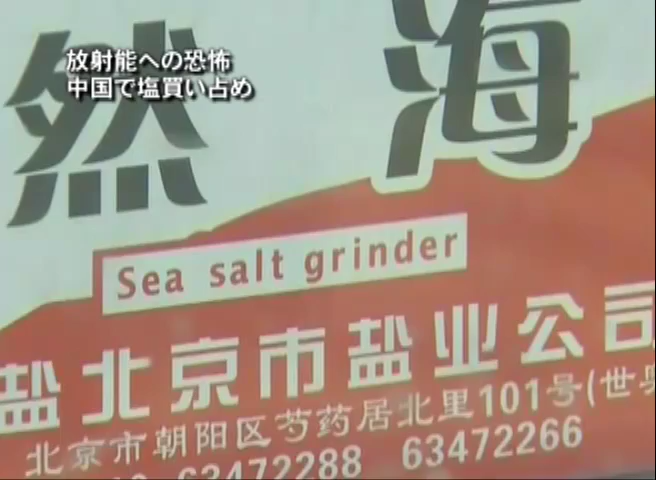 放射能への恐怖
中国で塩買い占め
然 海
Sea salt grinder
盐北京市盐业公司
北京市朝阳区芍药居北里101号(世奥
63472288 63472266